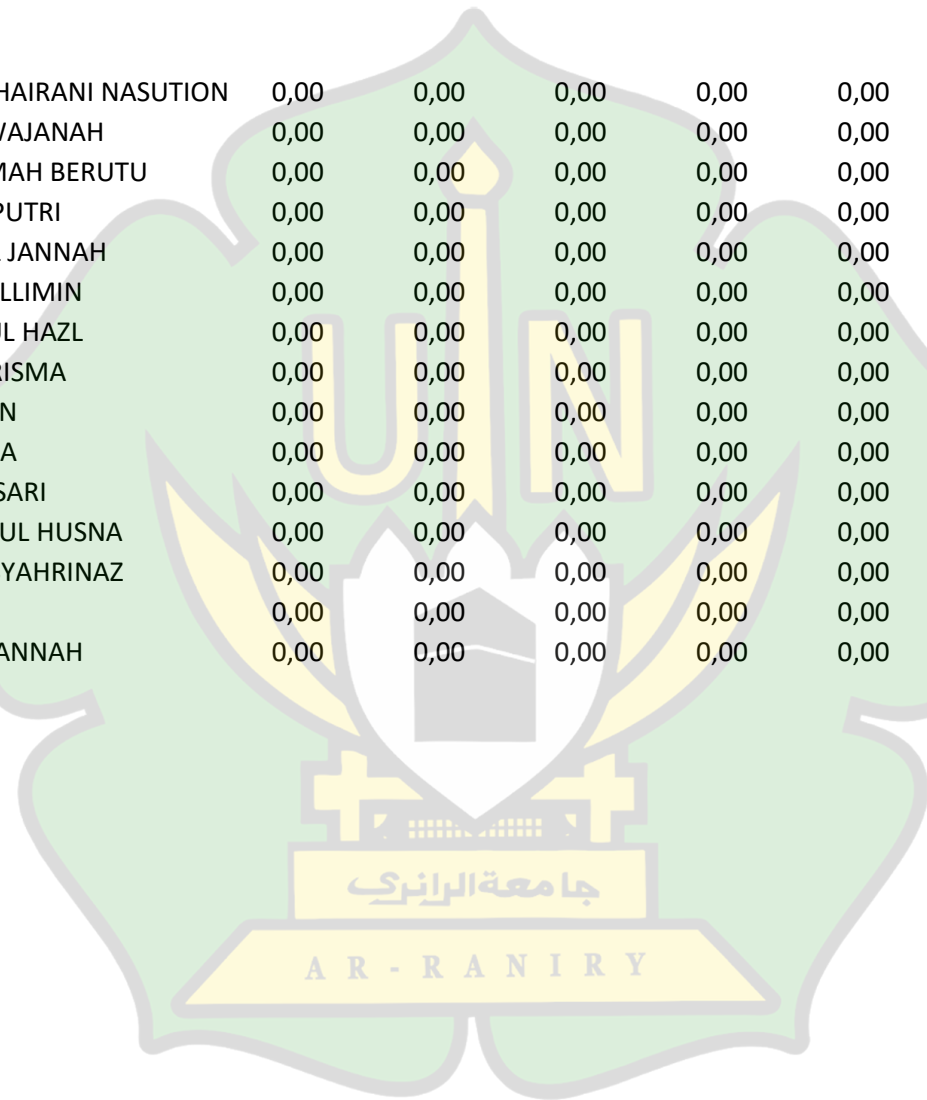 HAIRANI NASUTION 0,00 0,00 0,00 0,00 0,00
AJANAH 0,00 0,00 0,00 0,00 0,00
MAH BERUTU 0,00 0,00 0,00 0,00 0,00
PUTRI 0,00 0,00 0,00 0,00 0,00
JANNAH 0,00 0,00 0,00 0,00 0,00
LLIMIN 0,00 0,00 0,00 0,00 0,00
UL HAZL 0,00 0,00 0,00 0,00 0,00
RISMA 0,00 0,00 0,00 0,00 0,00
N 0,00 0,00 0,00 0,00 0,00
A 0,00 0,00 0,00 0,00 0,00
SARI 0,00 0,00 0,00 0,00 0,00
UL HUSNA 0,00 0,00 0,00 0,00 0,00
YAHRINAZ 0,00 0,00 0,00 0,00 0,00
0,00 0,00 0,00 0,00 0,00
ANNAH 0,00 0,00 0,00 0,00 0,00
UIN
جامعةالرانري
AR-RANIRY